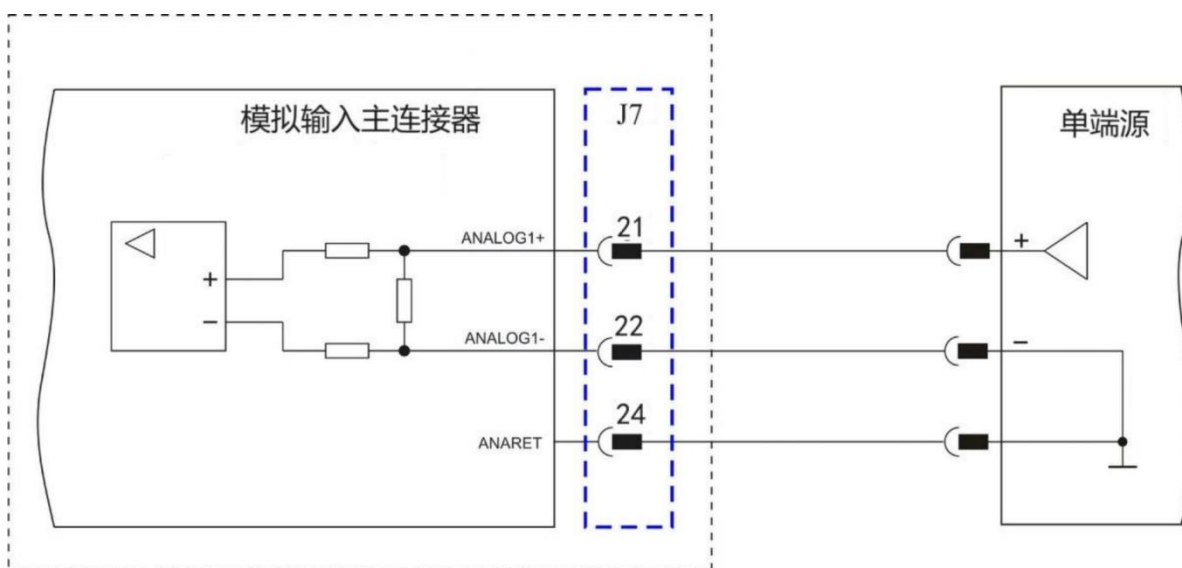 模拟输入主连接器
J7
单端源
21
ANALOG1+
+
+
−
22
ANALOG1-
−
24
ANARET